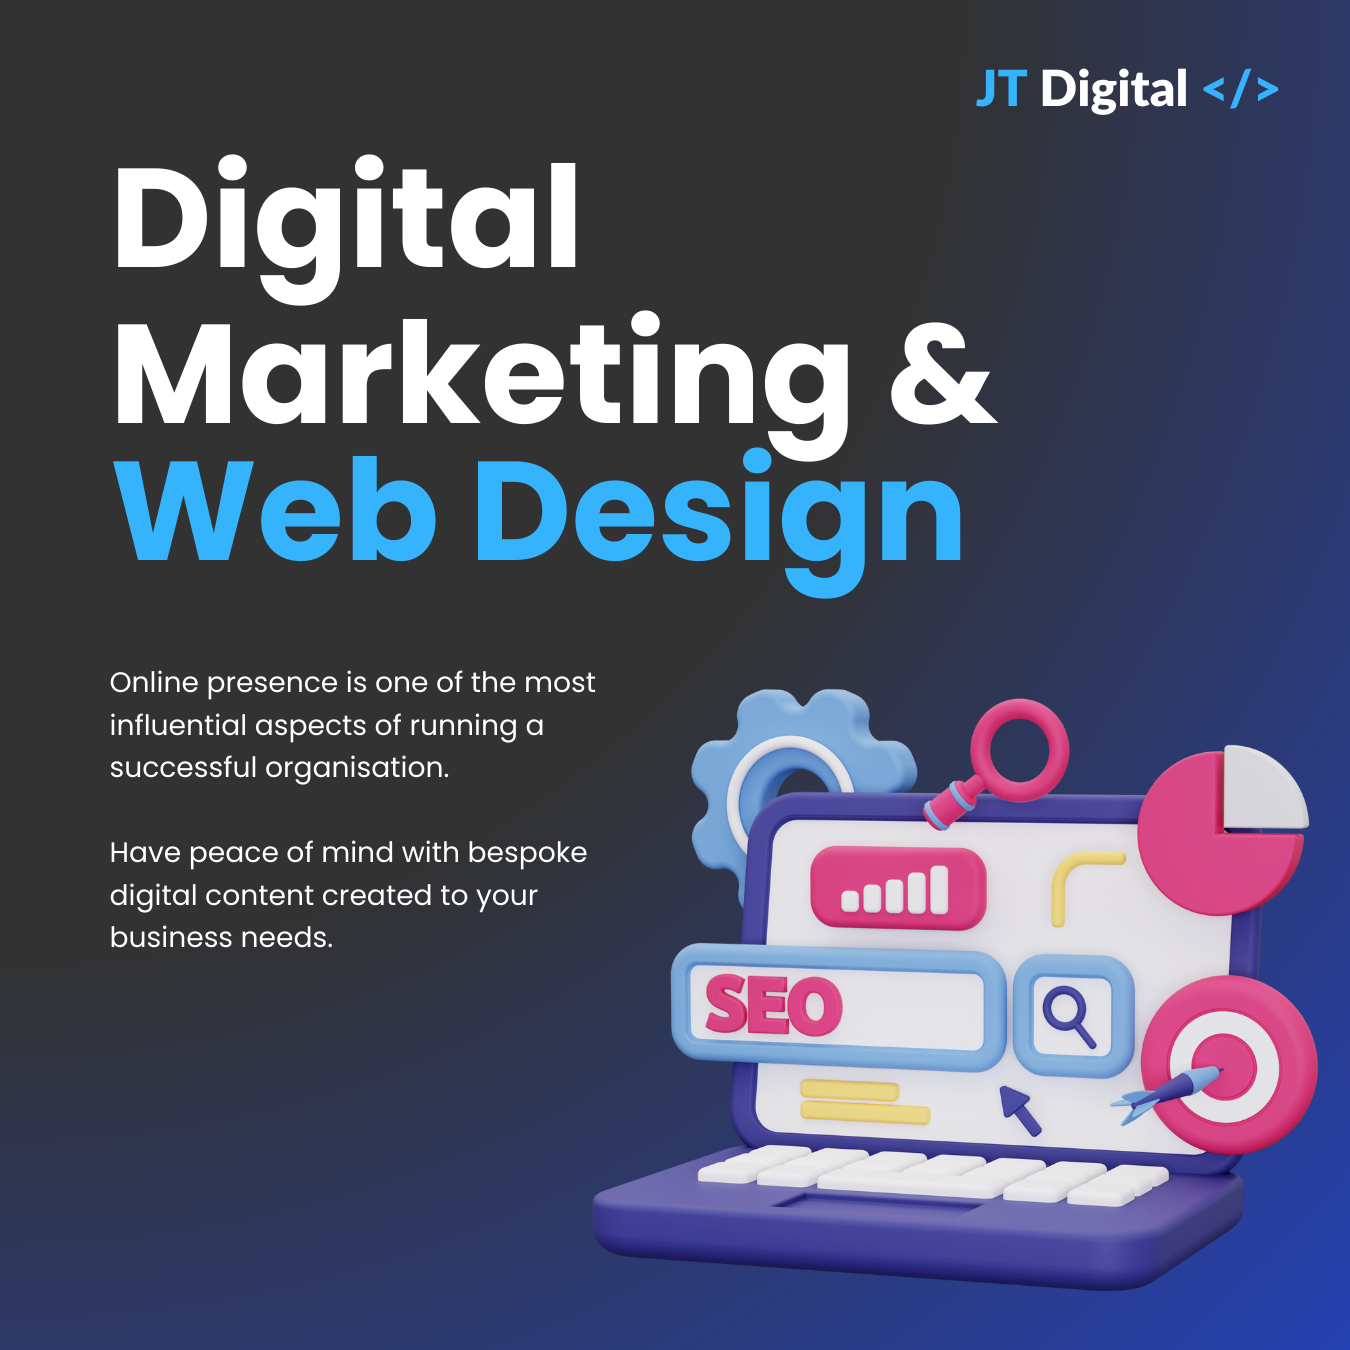 JT Digital </>
Digital
Marketing &
Web Design
Online presence is one of the most
influential aspects of running a
successful organisation.
Have peace of mind with bespoke
digital content created to your
business needs.
SEO